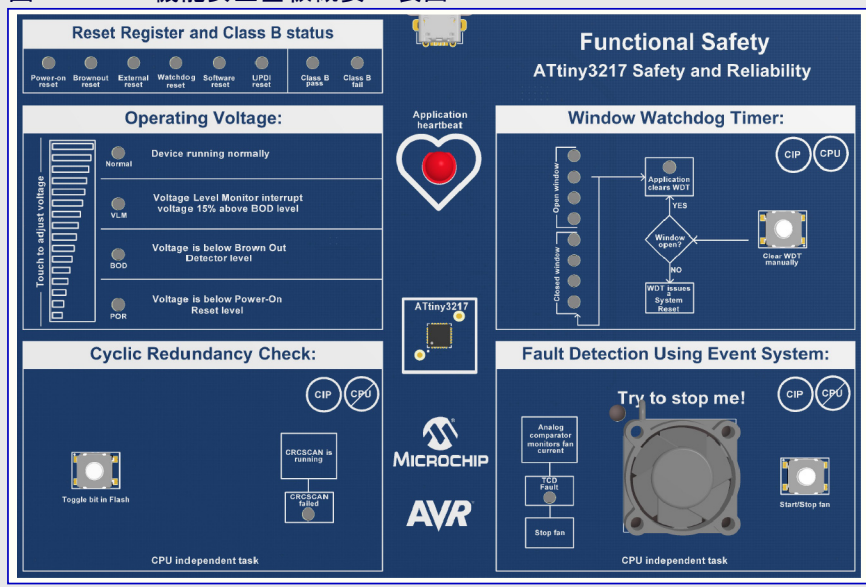 Reset Register and Class B status
Power-on reset
Brownout reset
External reset
Watchdog reset
Software reset
UPDI reset
Class B pass
Class B fail
Functional Safety
ATtiny3217 Safety and Reliability
Operating Voltage:
Touch to adjust voltage
Normal
Device running normally
VLM
Voltage Level Monitor interrupt
voltage 15% above BOD level
BOD
Voltage is below Brown Out
Detector level
POR
Voltage is below Power-On
Reset level
Application
heartbeat
ATtiny3217
Window Watchdog Timer:
CIP
CPU
Open window
Closed window
Application
clears WDT
YES
Window
open?
NO
WDT issues
a
System
Reset
Clear WDT
manually
Cyclic Redundancy Check:
CIP
CPU
Toggle bit in Flash
CRCSCAN is
running
CRCSCAN
failed
CPU independent task
MICROCHIP
AVR
Fault Detection Using Event System:
Try to stop me!
CIP
CPU
Analog
comparator
monitors fan
current
TCD
Fault
Stop fan
Start/Stop fan
CPU independent task